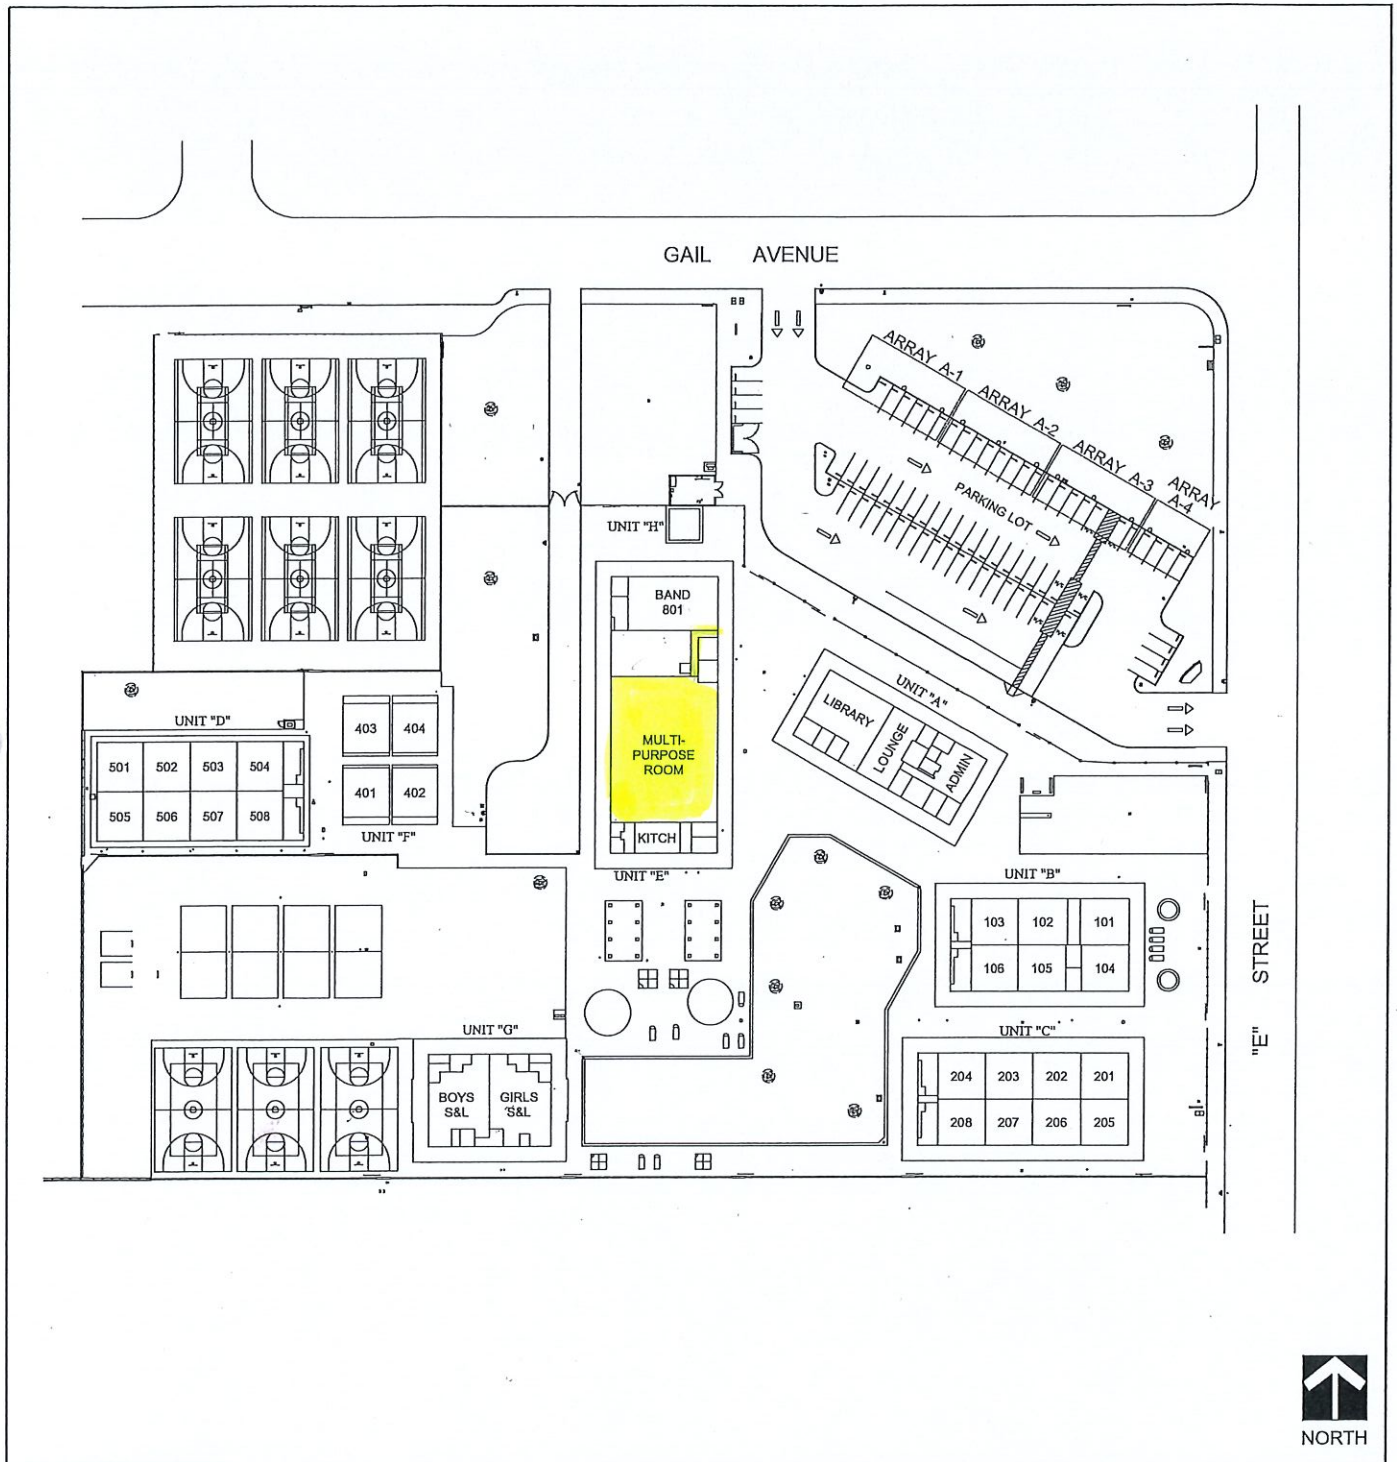 GAIL AVENUE
ARRAY A-1
ARRAY A-2
ARRAY A-3
ARRAY
A-4
PARKING LOT
UNIT "H"
BAND
801
UNIT "A"
LIBRARY
LOUNGE
ADMIN
UNIT "D"
403
404
501
502
503
504
MULTI-
PURPOSE
ROOM
401
402
505
506
507
508
UNIT "F"
KITCH
UNIT "E"
UNIT "B"
103
102
101
106
105
104
"E" STREET
UNIT "G"
UNIT "C"
BOYS
S&L
GIRLS
S&L
204
203
202
201
208
207
206
205
NORTH